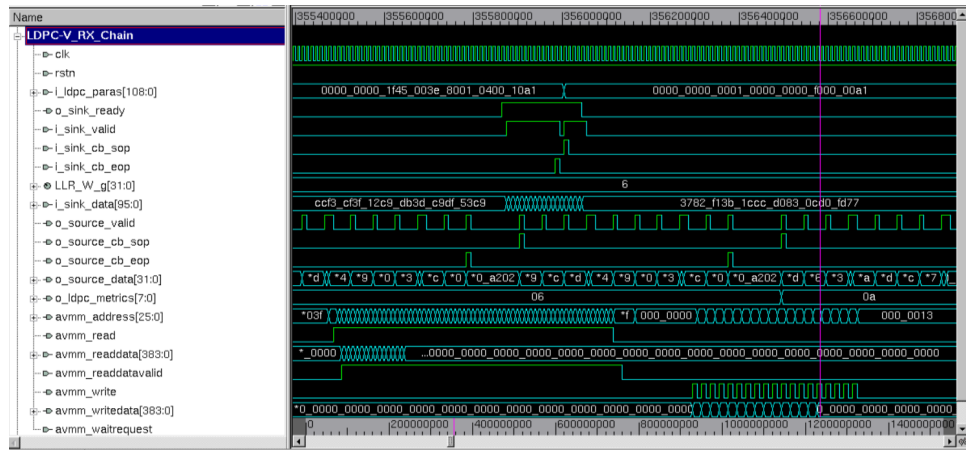 Name 355400000 355600000 355800000 356000000 356200000 356400000 356600000 356800
LDPC-V_RX_Chain
clk
rstn
i_ldpc_paras[108:0] 0000_0000_1f45_003e_8001_0400_10a1 0000_0000_0001_0000_0000_f000_00a1
o_sink_ready
i_sink_valid
i_sink_cb_sop
i_sink_cb_eop
LLR_W_g[31:0] 6
i_sink_data[95:0] ccf3_cf3f_12c9_db3d_c9df_53c9 3782_f13b_1ccc_d083_0cd0_fd77
o_source_valid
o_source_cb_sop
o_source_cb_eop
o_source_data[31:0] *d *4 *9 *0 *3 *c *0 *0_a202 *9 *c *d *4 *9 *0 *3 *c *0 *0_a202 *d *6 *3 *a *d *c *7
o_ldpc_metrics[7:0] 06 0a
avmm_address[25:0] *03f *f 000_0000 000_0013
avmm_read
avmm_readdata[383:0] *_0000 ...0000_0000_0000_0000_0000_0000_0000_0000_0000_0000_0000
avmm_readdatavalid
avmm_write
avmm_writedata[383:0] *0_0000_0000_0000_0000_0000_0000_0000_0000_0000 0_0000_0000_0000
avmm_waitrequest
0 200000000 400000000 600000000 800000000 1000000000 1200000000 1400000000